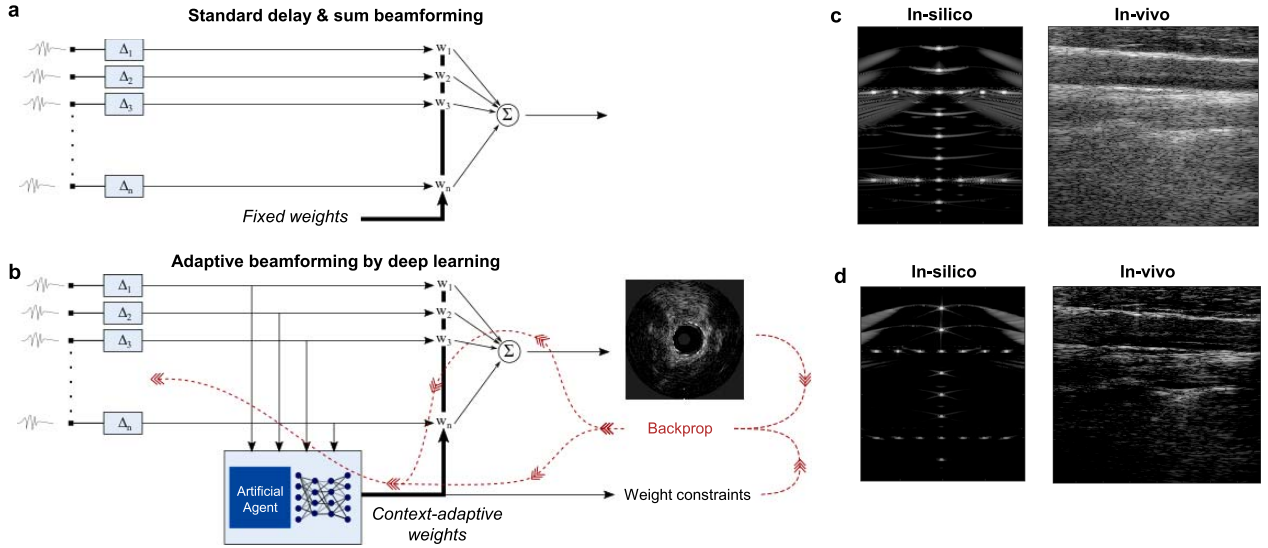 a
Standard delay & sum beamforming
Δ1
w1
Δ2
w2
Δ3
w3
Σ
Δn
wn
Fixed weights
b
Adaptive beamforming by deep learning
Δ1
w1
Δ2
w2
Δ3
w3
Σ
Δn
wn
Backprop
Artificial
Agent
Weight constraints
Context-adaptive
weights
c
In-silico
In-vivo
d
In-silico
In-vivo